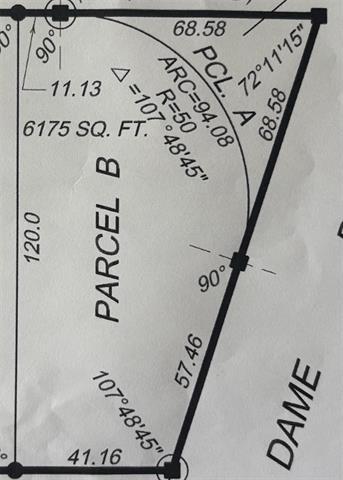 68.58
90°
PCL. A
72°11'15"
ARC=94.08
R=50
△=107°48'45"
68.58
11.13
6175 SQ. FT.
PARCEL B
120.0
90°
57.46
107°48'45"
DAME
41.16